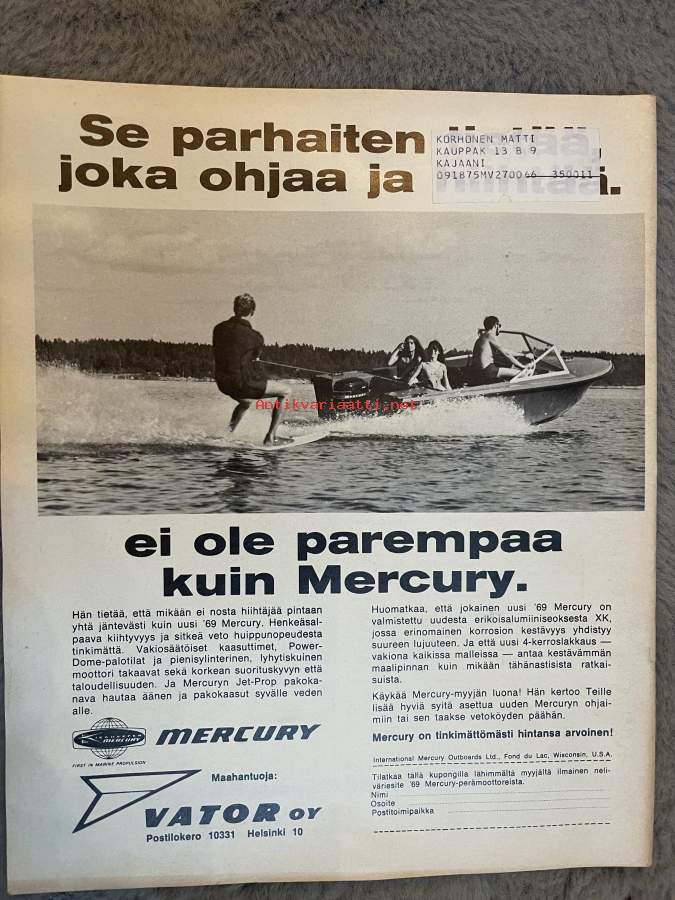 Se parhaiten
joka ohjaa ja
KORHONEN MATTI
KAUPPAK 13 B 9
KAJAANI
091875MV270066 350011
Antikvariaatti.net
MERCURY
ei ole parempaa
kuin Mercury.
Hän tietää, että mikään ei nosta hiihtäjää pintaan
yhtä jäntevästi kuin uusi '69 Mercury. Henkeäsal-
paava kiihtyvyys ja sitkeä veto huippunopeudesta
tinkimättä. Vakiosäätöiset kaasuttimet, Power-
Dome-palotilat ja pienisylinterinen, lyhytiskuinen
moottori takaavat sekä korkean suorituskyvyn että
taloudellisuuden. Ja Mercuryn Jet-Prop pakoka-
nava hautaa äänen ja pakokaasut syvälle veden
alle.
MERCURY
MERCURY
FIRST IN MARINE PROPULSION
Maahantuoja:
VATOR OY
Postilokero 10331 Helsinki 10
Huomatkaa, että jokainen uusi '69 Mercury on
valmistettu uudesta erikoisalumiiniseoksesta XK,
jossa erinomainen korrosion kestävyys yhdistyy
suureen lujuuteen. Ja että uusi 4-kerroslakkaus —
vakiona kaikissa malleissa — antaa kestävämmän
maalipinnan kuin mikään tähänastisista ratkai-
suista.
Käykää Mercury-myyjän luona! Hän kertoo Teille
lisää hyviä syitä asettua uuden Mercuryn ohjai-
miin tai sen taakse vetoköyden päähän.
Mercury on tinkimättömästi hintansa arvoinen!
International Mercury Outboards Ltd., Fond du Lac, Wisconsin, U.S.A.
Tilatkaa tällä kupongilla lähimmältä myyjältä ilmainen neli-
väriesite '69 Mercury-perämoottoreista.
Nimi
Osoite
Postitoimipaikka